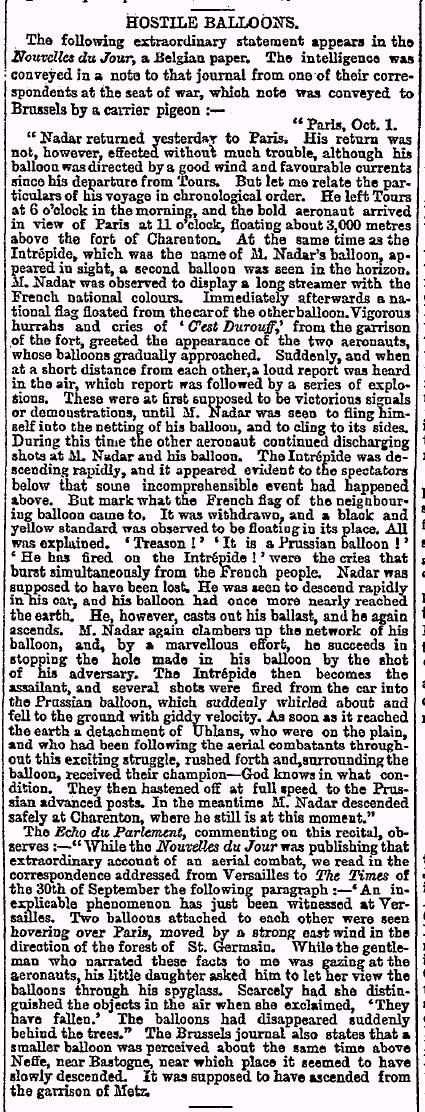 HOSTILE BALLOONS.
The following extraordinary statement appears in the
Nouvelles du Jour, a Belgian paper. The intelligence was
conveyed in a note to that journal from one of their corre-
spondents at the seat of war, which note was conveyed to
Brussels by a carrier pigeon :—
"Paris, Oct. 1.
"Nadar returned yesterday to Paris. His return was
not, however, effected without much trouble, although his
balloon was directed by a good wind and favourable currents
since his departure from Tours. But let me relate the par-
ticulars of his voyage in chronological order. He left Tours
at 6 o'clock in the morning, and the bold aeronaut arrived
in view of Paris at 11 o'clock, floating about 3,000 metres
above the fort of Charenton. At the same time as the
Intrépide, which was the name of M. Nadar's balloon, ap-
peared in sight, a second balloon was seen in the horizon.
M. Nadar was observed to display a long streamer with the
French national colours. Immediately afterwards a na-
tional flag floated from the car of the other balloon. Vigorous
hurrahs and cries of 'C'est Durouff,' from the garrison
of the fort, greeted the appearance of the two aeronauts,
whose balloons gradually approached. Suddenly, and when
at a short distance from each other, a loud report was heard
in the air, which report was followed by a series of explo-
sions. These were at first supposed to be victorious signals
or demonstrations, until M. Nadar was seen to fling him-
self into the netting of his balloon, and to cling to its sides.
During this time the other aeronaut continued discharging
shots at M. Nadar and his balloon. The Intrépide was de-
scending rapidly, and it appeared evident to the spectators
below that some incomprehensible event had happened
above. But mark what the French flag of the neighbour-
ing balloon came to. It was withdrawn, and a black and
yellow standard was observed to be floating in its place. All
was explained. 'Treason !' 'It is a Prussian balloon !'
'He has fired on the Intrépide !' were the cries that
burst simultaneously from the French people. Nadar was
supposed to have been lost. He was seen to descend rapidly
in his car, and his balloon had once more nearly reached
the earth. He, however, casts out his ballast, and he again
ascends. M. Nadar again clambers up the network of his
balloon, and, by a marvellous effort, he succeeds in
stopping the hole made in his balloon by the shot
of his adversary. The Intrépide then becomes the
assailant, and several shots were fired from the car into
the Prussian balloon, which suddenly whirled about and
fell to the ground with giddy velocity. As soon as it reached
the earth a detachment of Uhlans, who were on the plain,
and who had been following the aerial combatants through-
out this exciting struggle, rushed forth and, surrounding the
balloon, received their champion—God knows in what con-
dition. They then hastened off at full speed to the Prus-
sian advanced posts. In the meantime M. Nadar descended
safely at Charenton, where he still is at this moment."
The Echo du Parlement, commenting on this recital, ob-
serves :—"While the Nouvelles du Jour was publishing that
extraordinary account of an aerial combat, we read in the
correspondence addressed from Versailles to The Times of
the 30th of September the following paragraph :—'An in-
explicable phenomenon has just been witnessed at Ver-
sailles. Two balloons attached to each other were seen
hovering over Paris, moved by a strong east wind in the
direction of the forest of St. Germain. While the gentle-
man who narrated these facts to me was gazing at the
aeronauts, his little daughter asked him to let her view the
balloons through his spyglass. Scarcely had she distin-
guished the objects in the air when she exclaimed, 'They
have fallen.' The balloons had disappeared suddenly
behind the trees." The Brussels journal also states that a
smaller balloon was perceived about the same time above
Neffe, near Bastogne, near which place it seemed to have
slowly descended. It was supposed to have ascended from
the garrison of Metz.